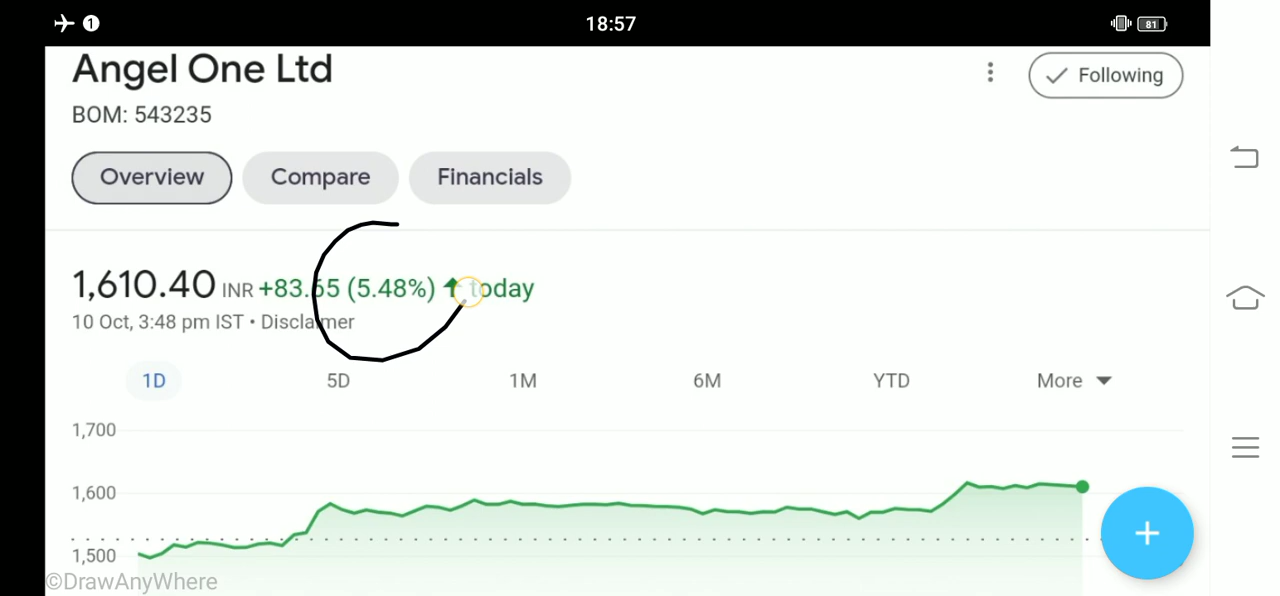 1 18:57 81
Angel One Ltd
Following
BOM: 543235
Overview Compare Financials
1,610.40 INR +83.65 (5.48%) today
10 Oct, 3:48 pm IST • Disclaimer
1D 5D 1M 6M YTD More
1,700
1,600
1,500
©DrawAnyWhere